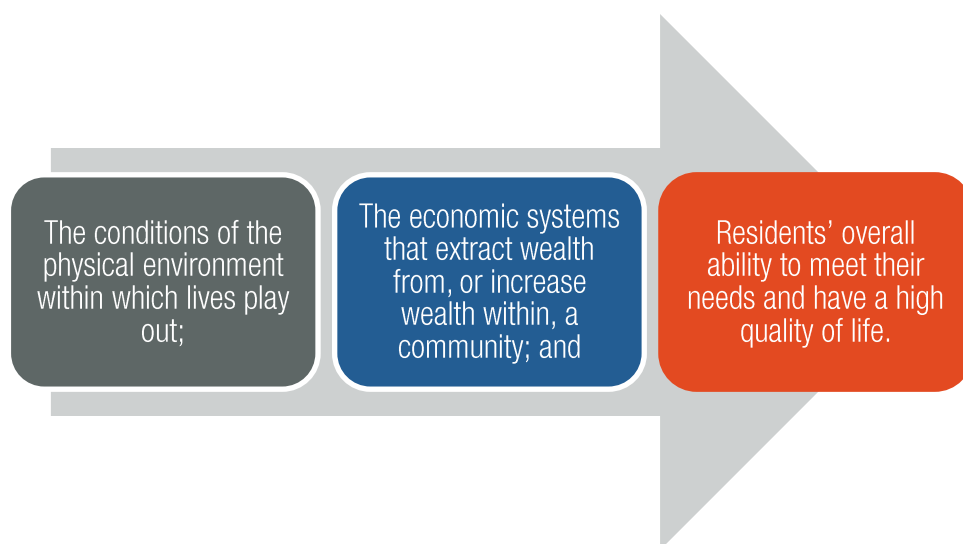 The conditions of the
physical environment
within which lives play
out;
The economic systems
that extract wealth
from, or increase
wealth within, a
community; and
Residents’ overall
ability to meet their
needs and have a high
quality of life.